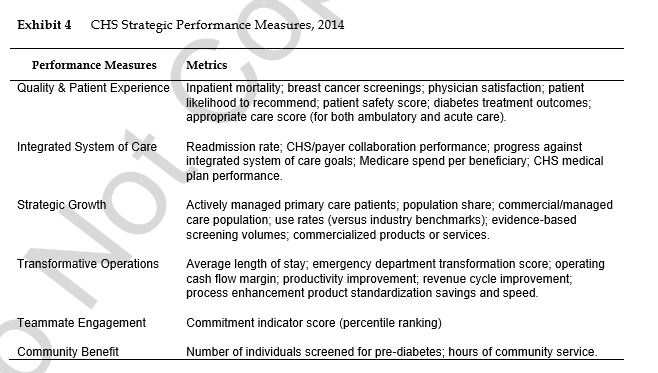 Exhibit 4 CHS Strategic Performance Measures, 2014
Performance Measures Metrics
Quality & Patient Experience Inpatient mortality; breast cancer screenings; physician satisfaction; patient
likelihood to recommend; patient safety score; diabetes treatment outcomes;
appropriate care score (for both ambulatory and acute care).
Integrated System of Care Readmission rate; CHS/payer collaboration performance; progress against
integrated system of care goals; Medicare spend per beneficiary; CHS medical
plan performance.
Strategic Growth Actively managed primary care patients; population share; commercial/managed
care population; use rates (versus industry benchmarks); evidence-based
screening volumes; commercialized products or services.
Transformative Operations Average length of stay; emergency department transformation score; operating
cash flow margin; productivity improvement; revenue cycle improvement;
process enhancement product standardization savings and speed.
Teammate Engagement Commitment indicator score (percentile ranking)
Community Benefit Number of individuals screened for pre-diabetes; hours of community service.